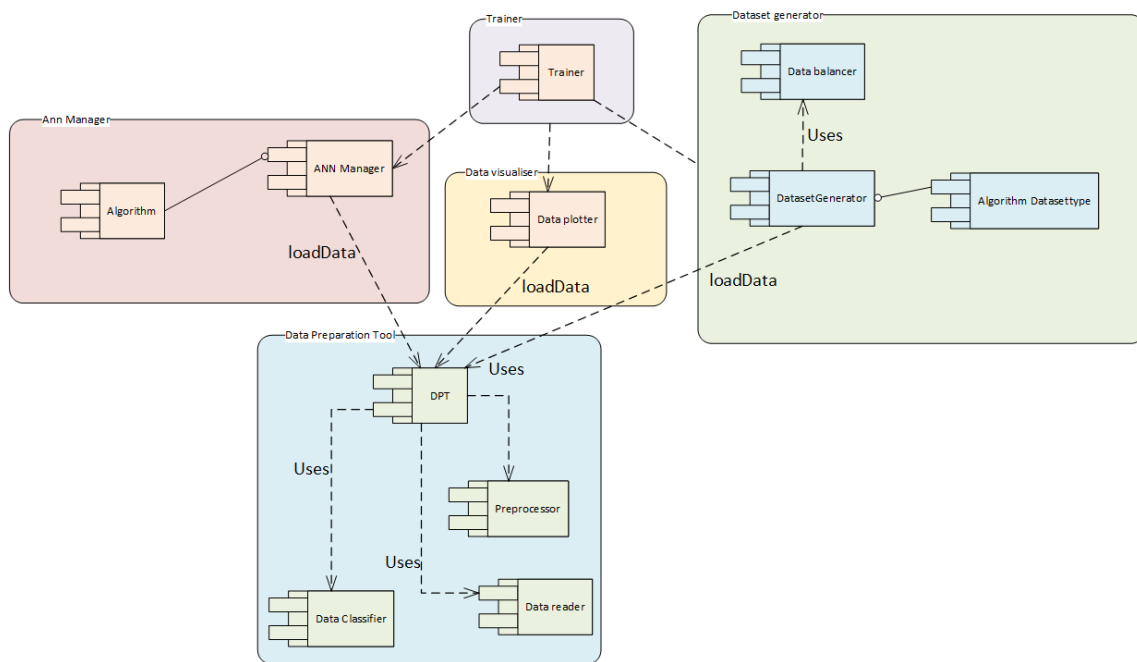 Trainer
Dataset generator
Trainer
Data balancer
Uses
Ann Manager
ANN Manager
Algorithm
Data visualiser
Data plotter
DatasetGenerator
Algorithm Datasettype
loadData
loadData
loadData
Data Preparation Tool
Uses
DPT
Uses
Preprocessor
Uses
Data Classifier
Data reader